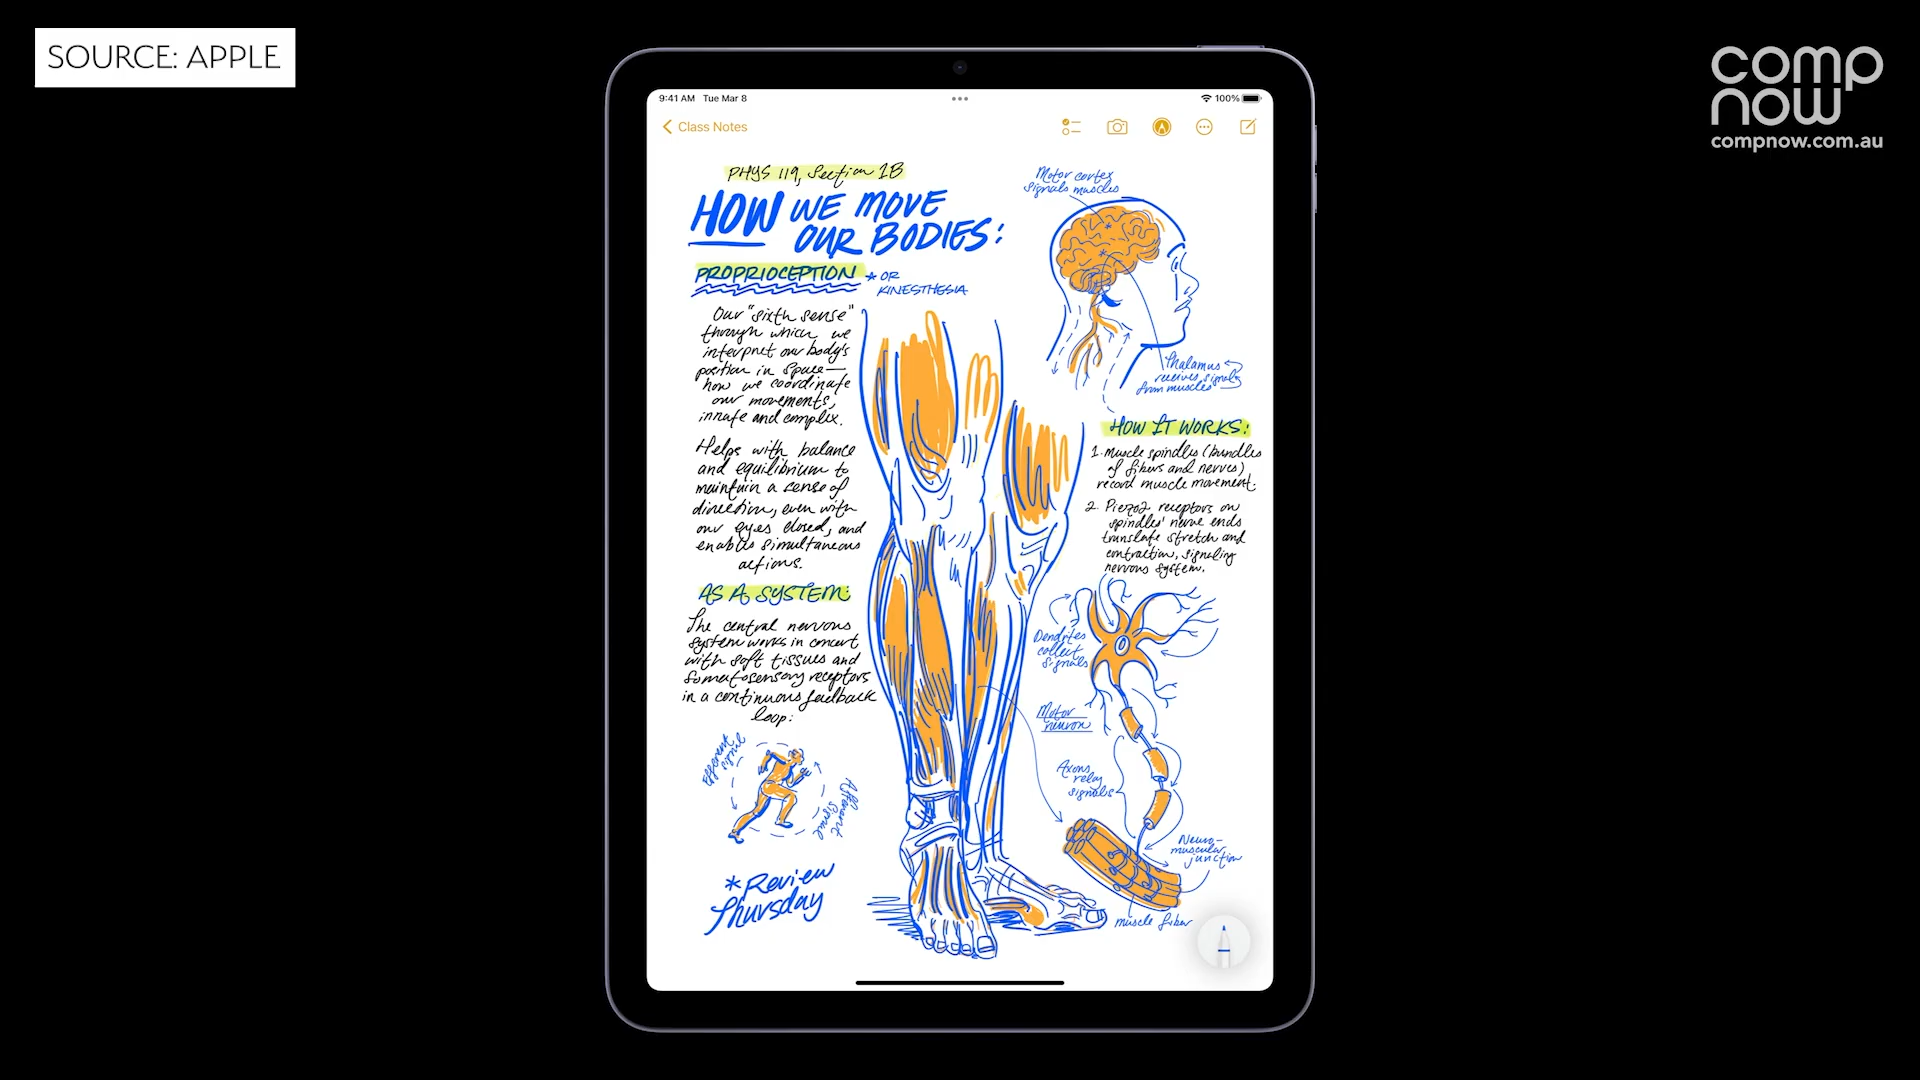 SOURCE: APPLE
comp
now
compnow.com.au
9:41 AM Tue Mar 8
100%
Class Notes
PHYS 119, Section 1B
HOW WE MOVE
OUR BODIES:
PROPRIOCEPTION * OR
KINESTHESIA
Our "sixth sense"
through which we
interpret our body's
position in space—
how we coordinate
our movements,
innate and complex.
Helps with balance
and equilibrium to
maintain a sense of
direction, even with
our eyes closed, and
enables simultaneous
actions.
AS A SYSTEM:
The central nervous
system works in concert
with soft tissues and
somatosensory receptors
in a continuous feedback
loop:
Efferent
signal
Afferent
signal
*Review
Thursday
Motor cortex
signals muscles
Thalamus
receives signals
from muscles
HOW IT WORKS:
1. Muscle spindles (bundles
of fibers and nerves)
record muscle movement.
2. Piezo2 receptors on
spindles' nerve ends
translate stretch and
contraction, signaling
nervous system.
Dendrites
collect
signals
Motor
neuron
Axons
relay
signals
Neuro-
muscular
junction
muscle fiber